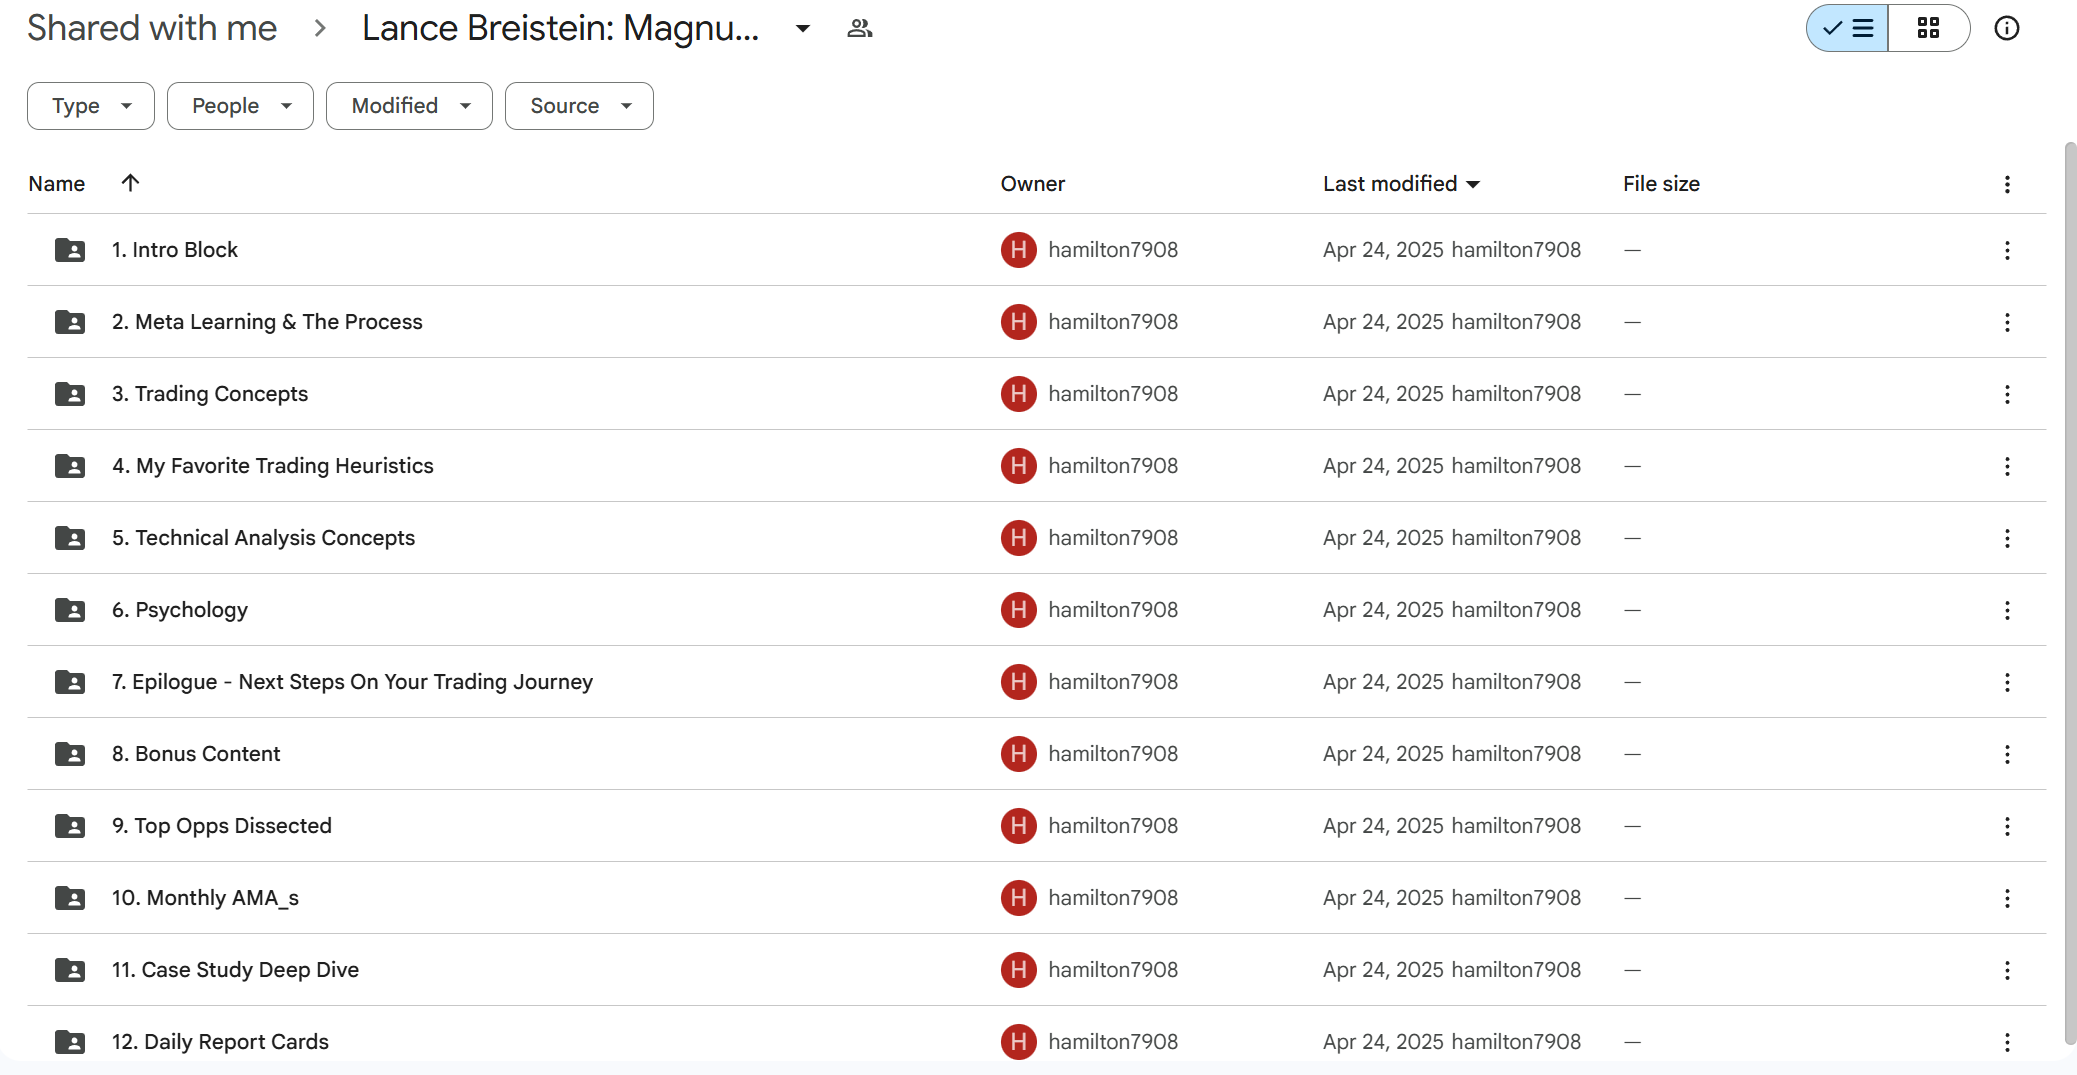 Shared with me > Lance Breistein: Magnu...
Type People Modified Source
Name Owner Last modified File size
1. Intro Block H hamilton7908 Apr 24, 2025 hamilton7908 —
2. Meta Learning & The Process H hamilton7908 Apr 24, 2025 hamilton7908 —
3. Trading Concepts H hamilton7908 Apr 24, 2025 hamilton7908 —
4. My Favorite Trading Heuristics H hamilton7908 Apr 24, 2025 hamilton7908 —
5. Technical Analysis Concepts H hamilton7908 Apr 24, 2025 hamilton7908 —
6. Psychology H hamilton7908 Apr 24, 2025 hamilton7908 —
7. Epilogue - Next Steps On Your Trading Journey H hamilton7908 Apr 24, 2025 hamilton7908 —
8. Bonus Content H hamilton7908 Apr 24, 2025 hamilton7908 —
9. Top Opps Dissected H hamilton7908 Apr 24, 2025 hamilton7908 —
10. Monthly AMA_s H hamilton7908 Apr 24, 2025 hamilton7908 —
11. Case Study Deep Dive H hamilton7908 Apr 24, 2025 hamilton7908 —
12. Daily Report Cards H hamilton7908 Apr 24, 2025 hamilton7908 —